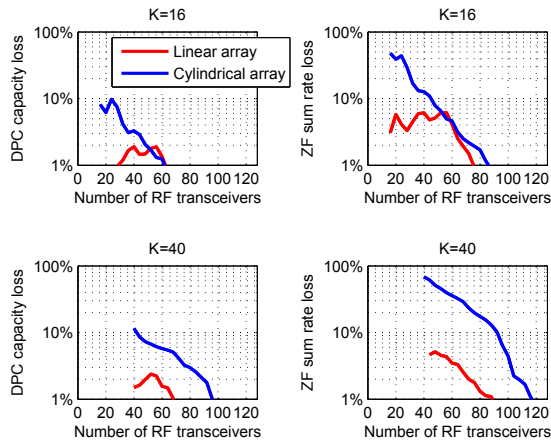 K=16
100%
10%
1%
DPC capacity loss
0 20 40 60 80 100 120
Number of RF transceivers
Linear array
Cylindrical array
K=16
100%
10%
1%
ZF sum rate loss
0 20 40 60 80 100 120
Number of RF transceivers
K=40
100%
10%
1%
DPC capacity loss
0 20 40 60 80 100 120
Number of RF transceivers
K=40
100%
10%
1%
ZF sum rate loss
0 20 40 60 80 100 120
Number of RF transceivers